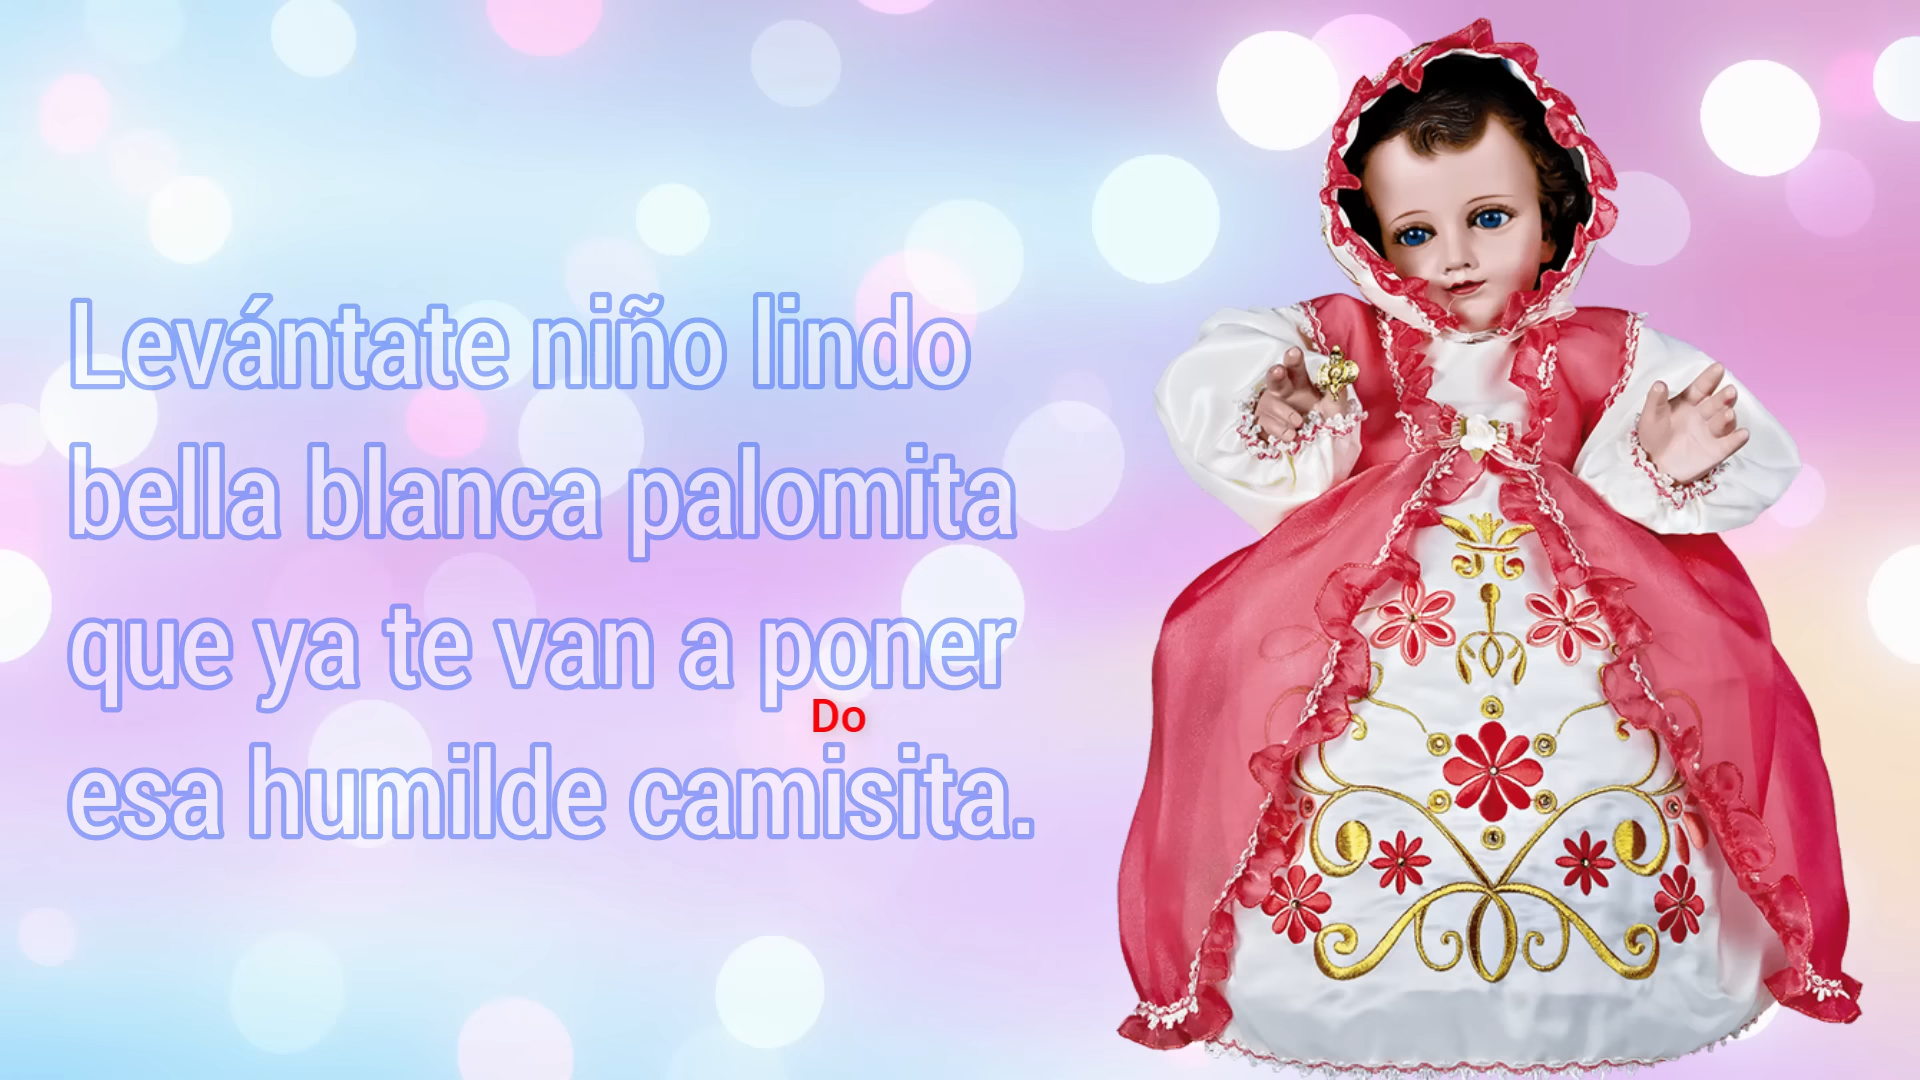 Levántate niño lindo
bella blanca palomita
que ya te van a poner
Do
esa humilde camisita.